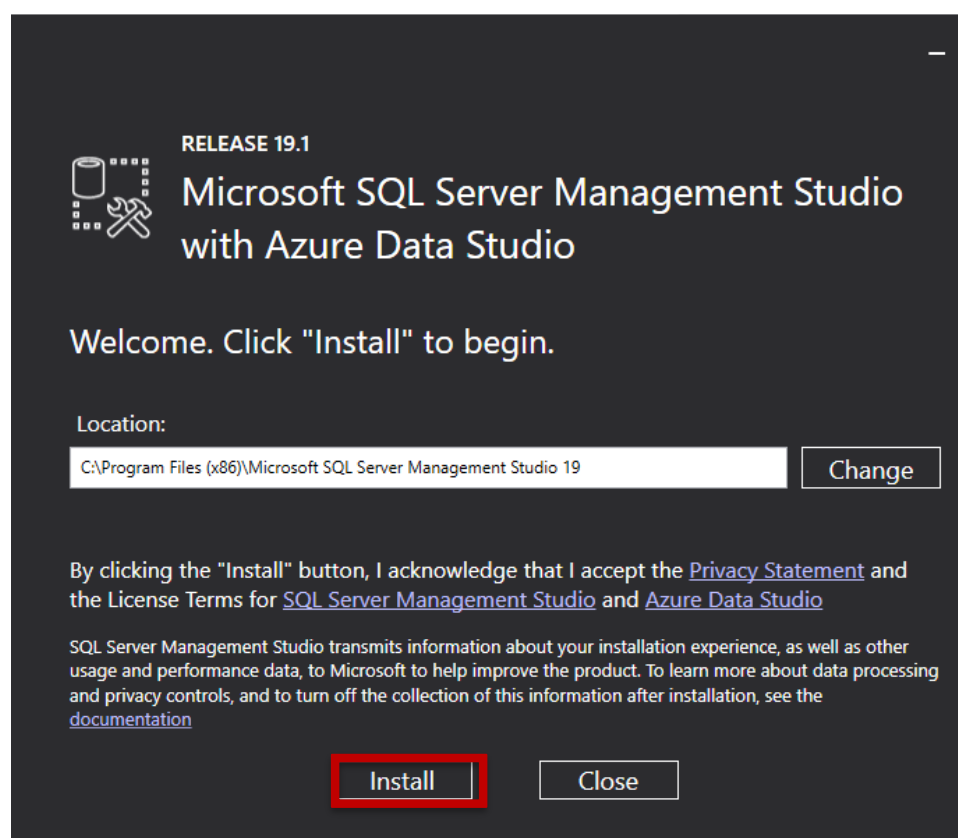 RELEASE 19.1
Microsoft SQL Server Management Studio
with Azure Data Studio
Welcome. Click "Install" to begin.
Location:
C:\Program Files (x86)\Microsoft SQL Server Management Studio 19
Change
By clicking the "Install" button, I acknowledge that I accept the Privacy Statement and
the License Terms for SQL Server Management Studio and Azure Data Studio
SQL Server Management Studio transmits information about your installation experience, as well as other
usage and performance data, to Microsoft to help improve the product. To learn more about data processing
and privacy controls, and to turn off the collection of this information after installation, see the
documentation
Install
Close